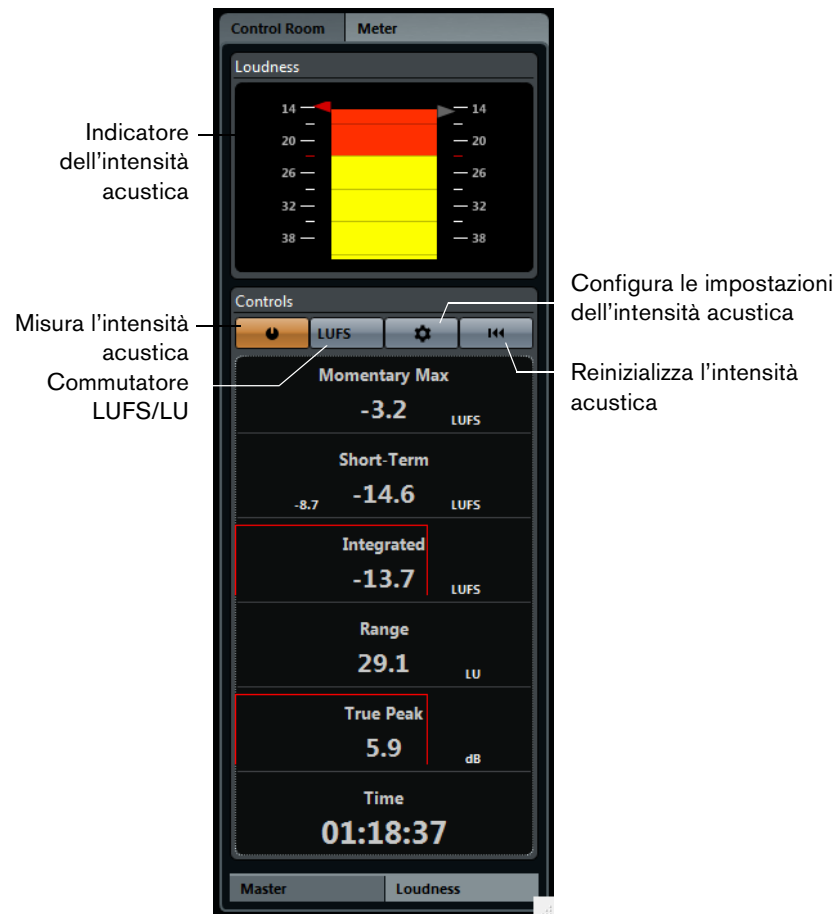 Control Room Meter
Loudness
14 14
20 20
26 26
32 32
38 38
Indicatore
dell'intensità
acustica
Controls
LUFS
Misura l'intensità
acustica
Commutatore
LUFS/LU
Configura le impostazioni
dell'intensità acustica
Reinizializza l'intensità
acustica
Momentary Max
-3.2 LUFS
Short-Term
-8.7 -14.6 LUFS
Integrated
-13.7 LUFS
Range
29.1 LU
True Peak
5.9 dB
Time
01:18:37
Master Loudness